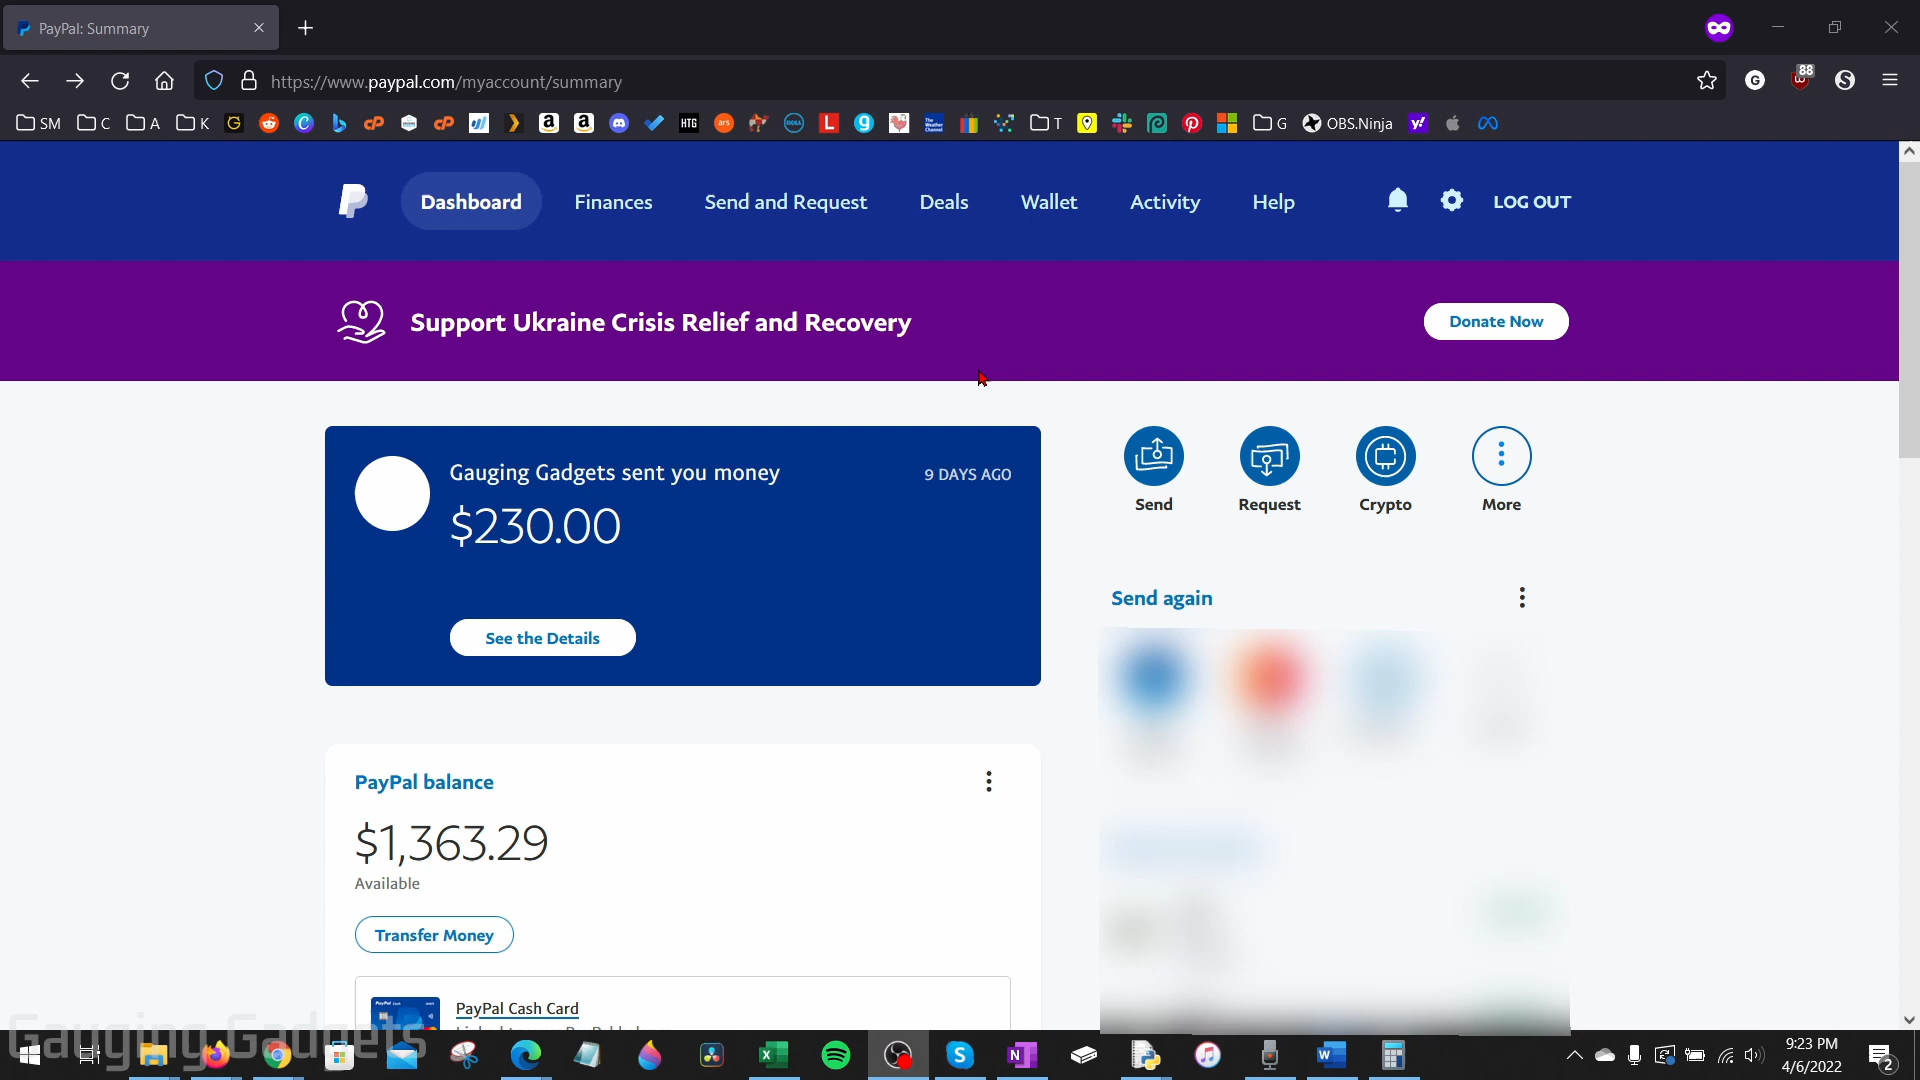 PayPal: Summary
https://www.paypal.com/myaccount/summary
88
SM C A K T G OBS.Ninja
Dashboard Finances Send and Request Deals Wallet Activity Help LOG OUT
Support Ukraine Crisis Relief and Recovery
Donate Now
Gauging Gadgets sent you money
9 DAYS AGO
$230.00
See the Details
Send Request Crypto More
Send again
PayPal balance
$1,363.29
Available
Transfer Money
PayPal Cash Card
Gauging Gadgets
9:23 PM
4/6/2022
2